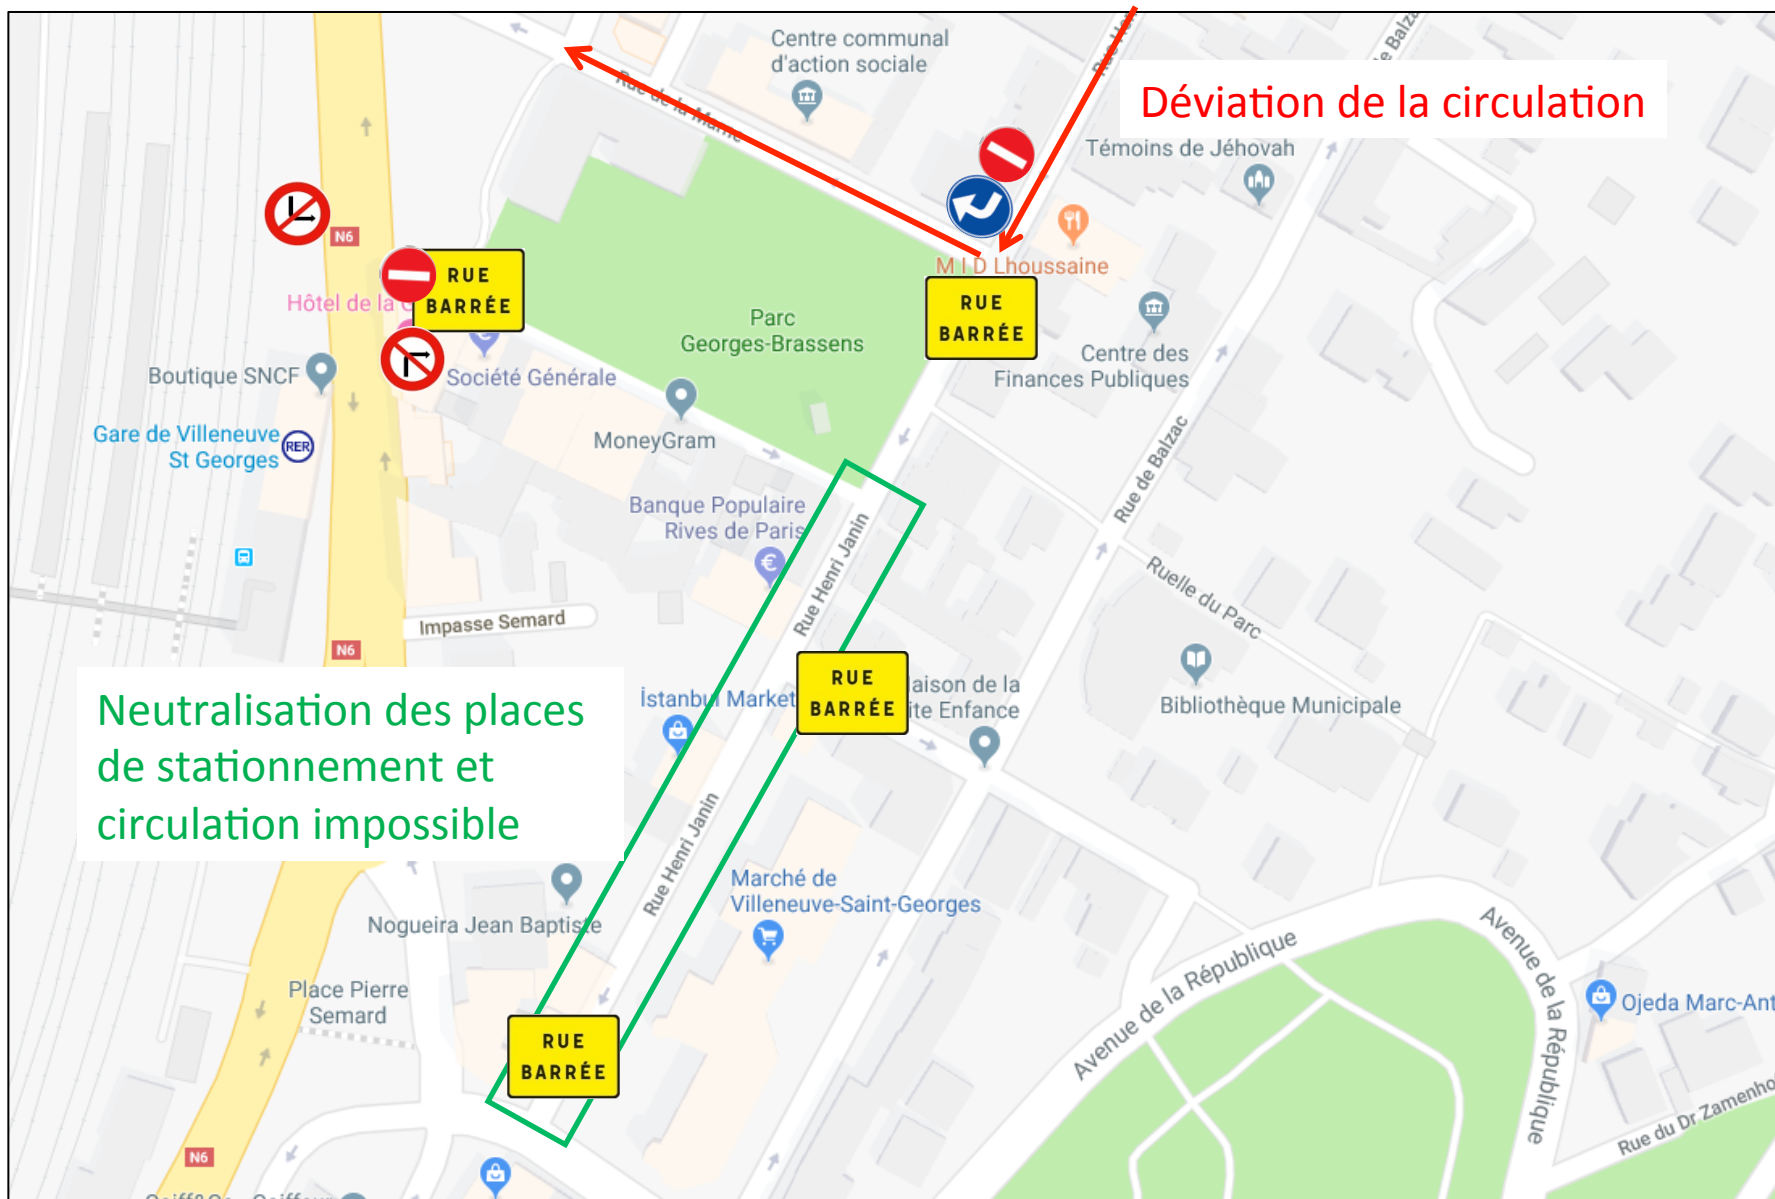 Centre communal
d'action sociale
Rue de la Marne
Déviation de la circulation
Témoins de Jéhovah
N6
RUE
BARRÉE
Hôtel de la
M I D Lhoussaine
RUE
BARRÉE
Parc
Georges-Brassens
Centre des
Finances Publiques
Boutique SNCF
Société Générale
Gare de Villeneuve
St Georges
RER
MoneyGram
Rue de Balzac
Banque Populaire
Rives de Paris
Rue Henri Janin
Ruelle du Parc
Impasse Semard
N6
Neutralisation des places
de stationnement et
circulation impossible
İstanbul Market
RUE
BARRÉE
aison de la
ite Enfance
Bibliothèque Municipale
Rue Henri Janin
Marché de
Villeneuve-Saint-Georges
Nogueira Jean Baptiste
Avenue de la République
Avenue de la République
Place Pierre
Semard
Ojeda Marc-Ant
RUE
BARRÉE
Rue du Dr Zamenho
N6